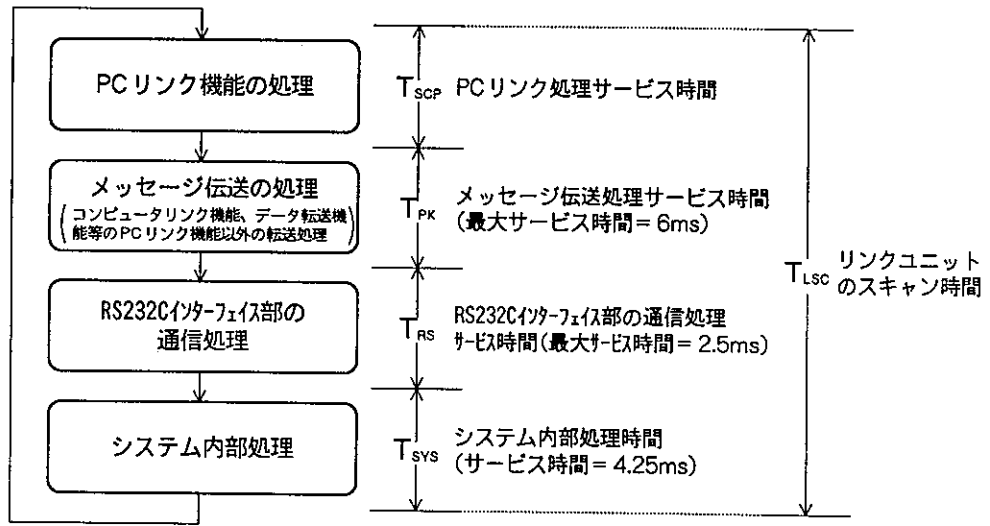 PCリンク機能の処理
T_SCP PCリンク処理サービス時間
メッセージ伝送の処理
(コンピュータリンク機能、データ転送機
能等のPCリンク機能以外の転送処理)
T_PK メッセージ伝送処理サービス時間
(最大サービス時間=6ms)
T_LSC リンクユニット
のスキャン時間
RS232Cインターフェイス部の
通信処理
T_RS RS232Cインターフェイス部の通信処理
サービス時間(最大サービス時間=2.5ms)
システム内部処理
T_SYS システム内部処理時間
(サービス時間=4.25ms)